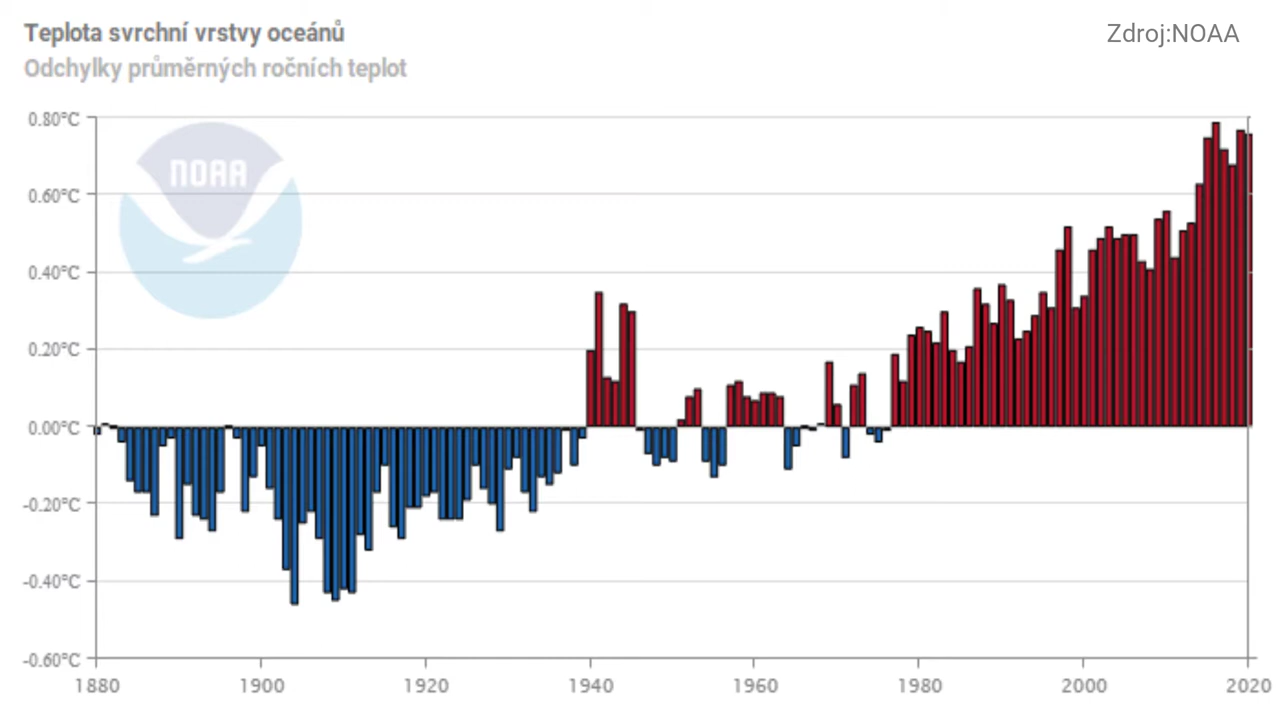 Teplota svrchní vrstvy oceánů
Zdroj:NOAA
Odchylky průměrných ročních teplot
0.80°C
NOAA
0.60°C
0.40°C
0.20°C
0.00°C
-0.20°C
-0.40°C
-0.60°C
1880 1900 1920 1940 1960 1980 2000 2020